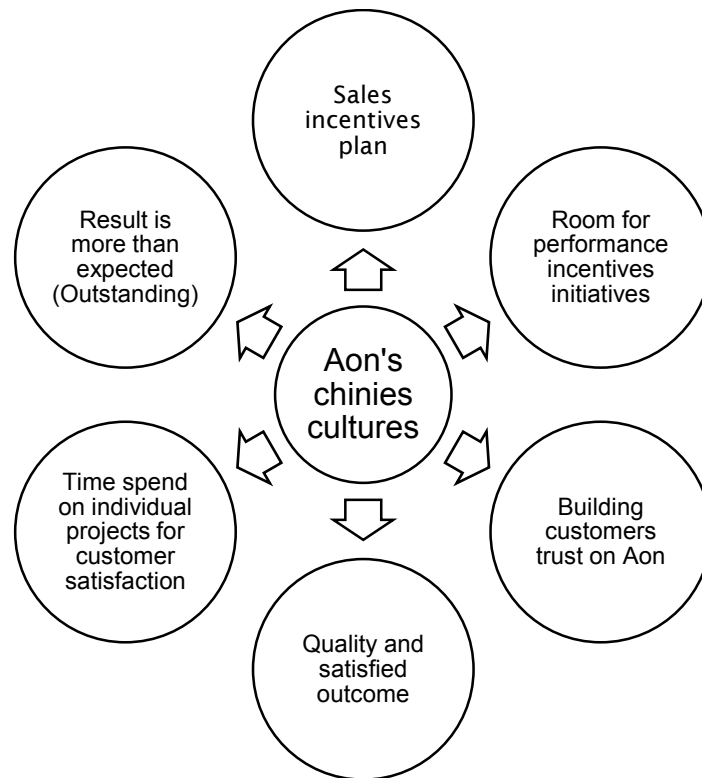 Sales
incentives
plan
Result is
more than
expected
(Outstanding)
Room for
performance
incentives
initiatives
Aon's
chinies
cultures
Time spend
on individual
projects for
customer
satisfaction
Building
customers
trust on Aon
Quality and
satisfied
outcome